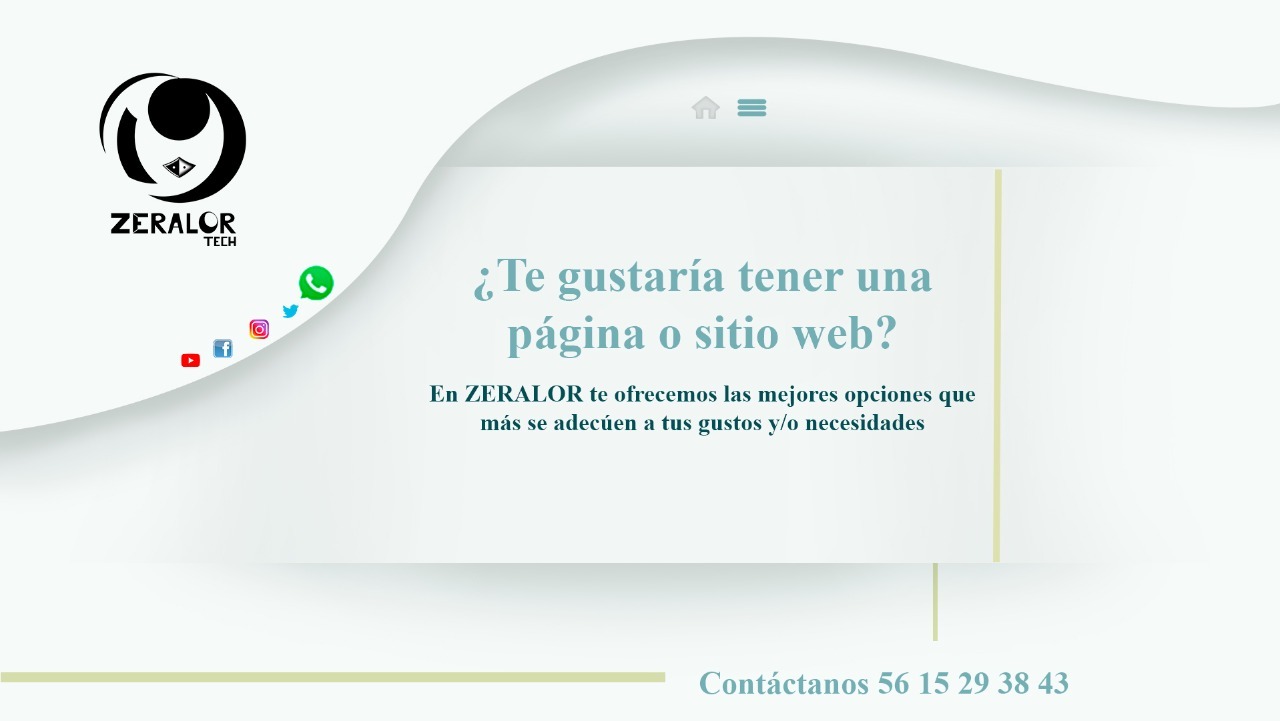 ZERALOR
TECH
¿Te gustaría tener una
página o sitio web?
En ZERALOR te ofrecemos las mejores opciones que
más se adecúen a tus gustos y/o necesidades
Contáctanos 56 15 29 38 43